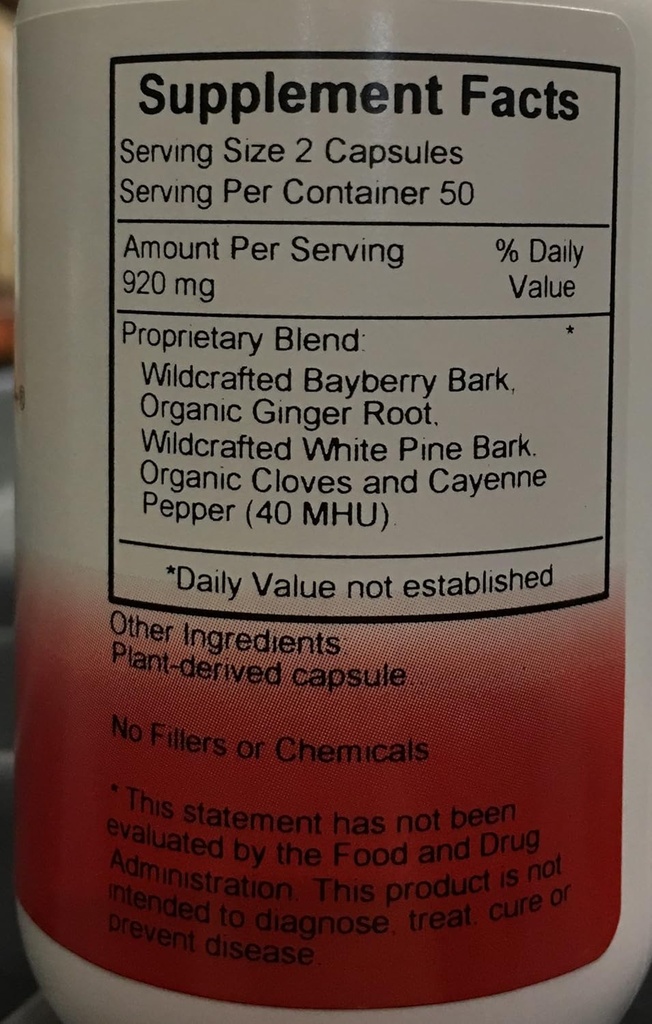 Supplement Facts
Serving Size 2 Capsules
Serving Per Container 50
Amount Per Serving % Daily
920 mg Value
Proprietary Blend: *
Wildcrafted Bayberry Bark,
Organic Ginger Root,
Wildcrafted White Pine Bark.
Organic Cloves and Cayenne
Pepper (40 MHU)
*Daily Value not established
Other Ingredients
Plant-derived capsule
No Fillers or Chemicals
* This statement has not been
evaluated by the Food and Drug
Administration. This product is not
intended to diagnose, treat, cure or
prevent disease.